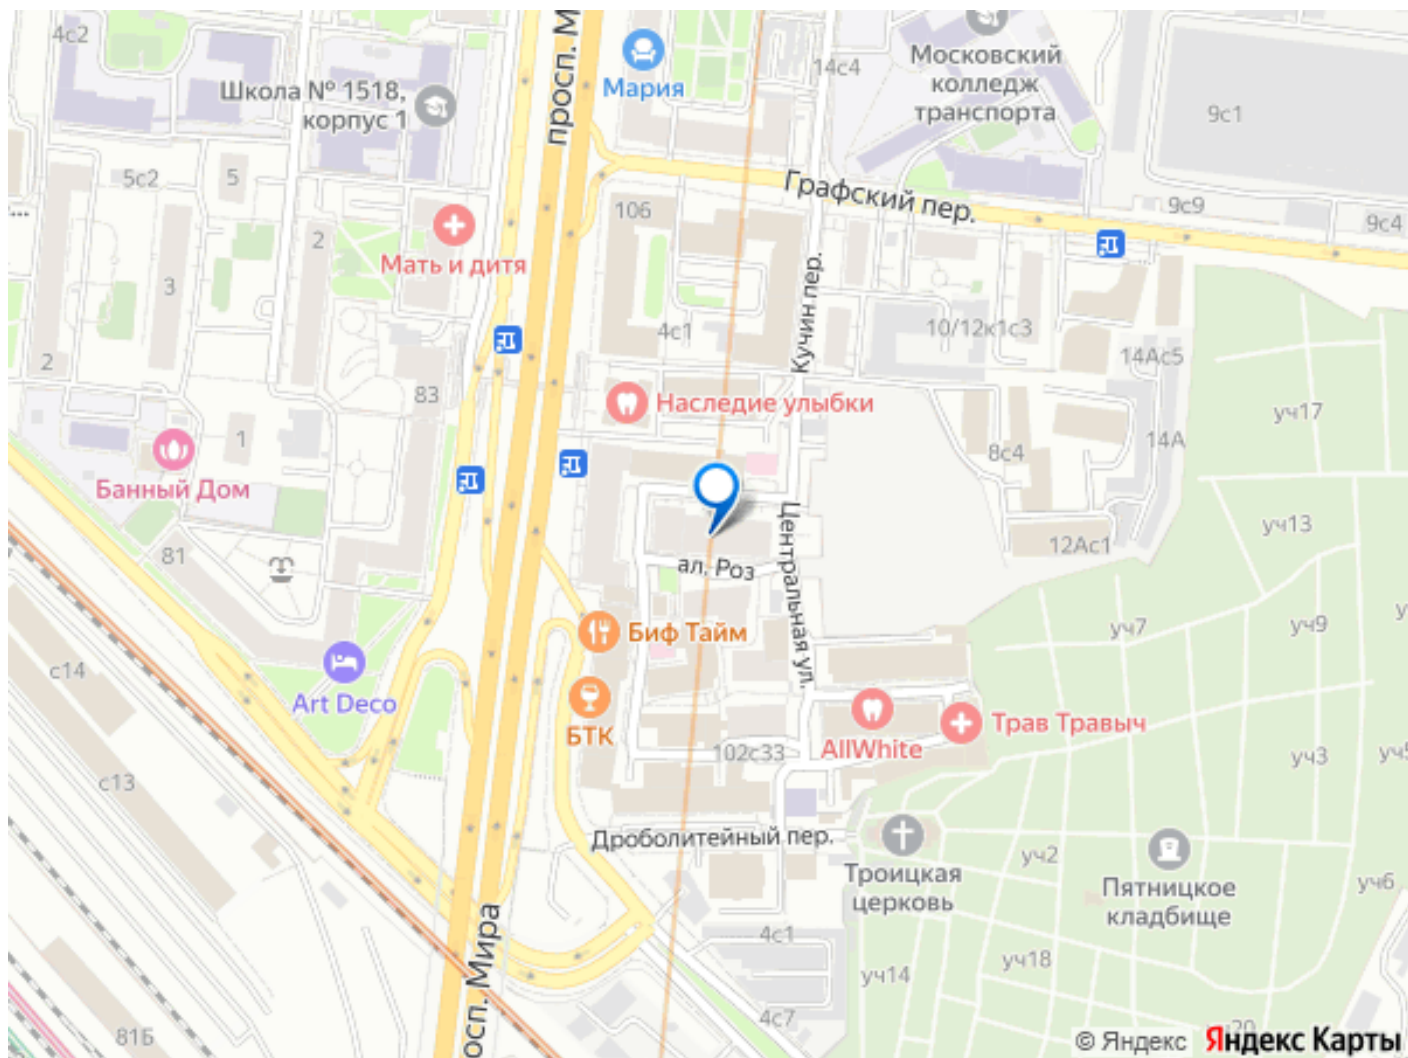 4с2
Школа № 1518,
корпус 1
просп. М
Мария
14с4
Московский
колледж
транспорта
9с1
5с2
5
...
2
106
Графский пер.
9с9
9с4
Мать и дитя
3
4с1
Кучин пер.
10/12к1с3
14Ас5
2
83
Наследие улыбки
уч17
1
8с4
14А
Банный Дом
Центральная ул.
уч13
12Ас1
81
ал. Роз
Биф Тайм
уч7
уч9
с14
Art Deco
БТК
102с33
AllWhite
Трав Травыч
уч3
уч5
с13
Дроболитейный пер.
уч2
Троицкая
церковь
Пятницкое
кладбище
уч6
4с1
осп. Мира
уч14
уч18
4с7
20
81Б
© Яндекс Яндекс Карты